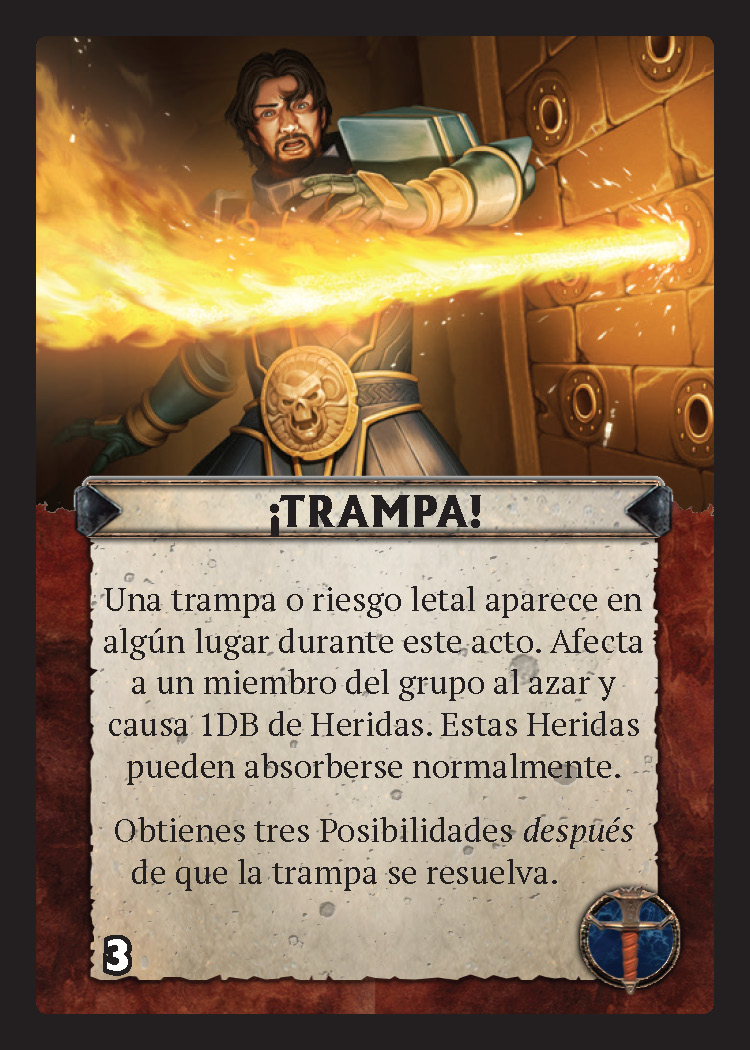 ¡TRAMPA!
Una trampa o riesgo letal aparece en
algún lugar durante este acto. Afecta
a un miembro del grupo al azar y
causa 1DB de Heridas. Estas Heridas
pueden absorberse normalmente.
Obtienes tres Posibilidades después
de que la trampa se resuelva.
3